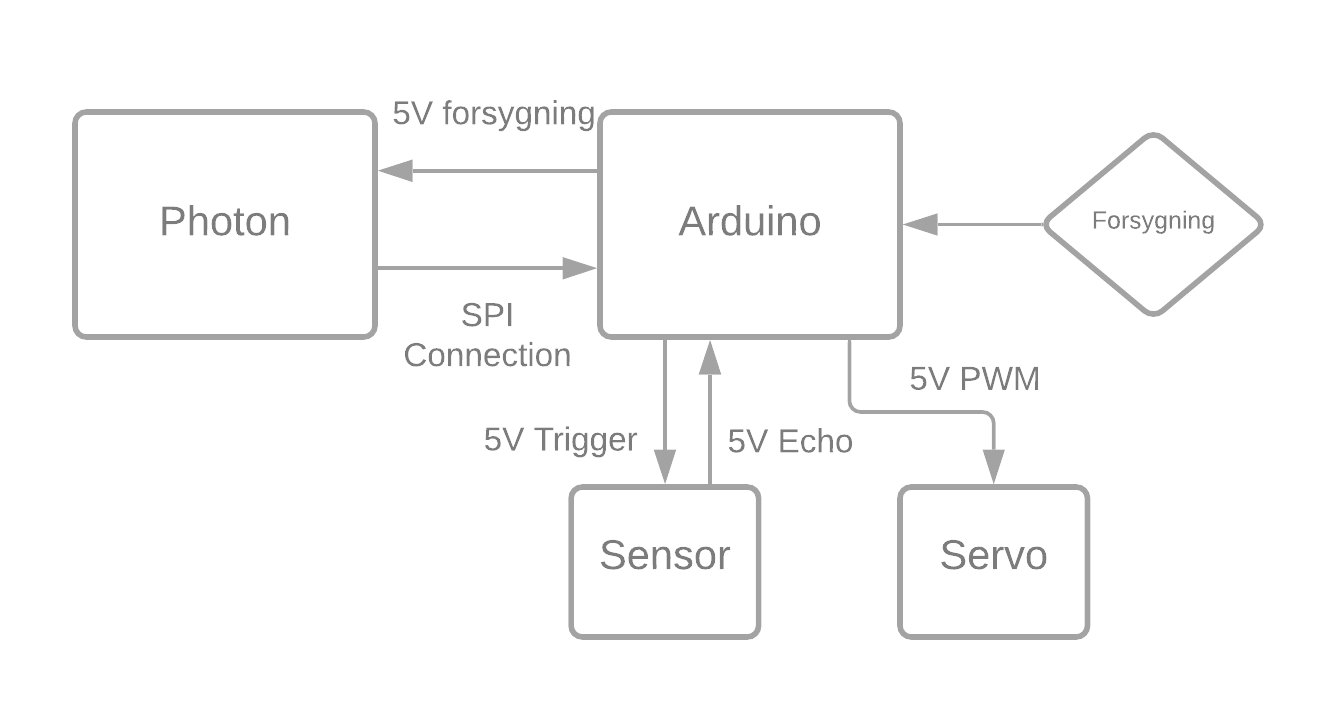 5V forsygning
Photon
Arduino
Forsygning
SPI
Connection
5V PWM
5V Trigger
5V Echo
Sensor
Servo